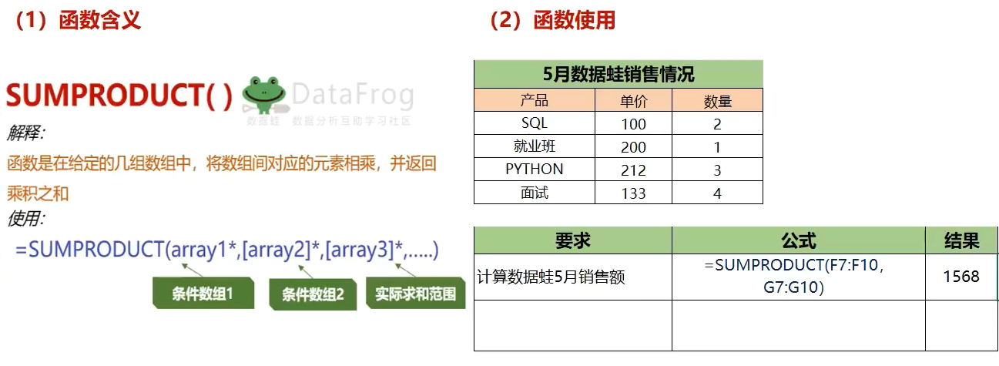 （1）函数含义
SUMPRODUCT( )
DataFrog
数据蛙 数据分析互助学习社区
解释：
函数是在给定的几组数组中，将数组间对应的元素相乘，并返回
乘积之和
使用：
=SUMPRODUCT(array1*,[array2]*,[array3]*,.....)
条件数组1 条件数组2 实际求和范围
（2）函数使用
5月数据蛙销售情况
产品 单价 数量
SQL 100 2
就业班 200 1
PYTHON 212 3
面试 133 4
要求 公式 结果
计算数据蛙5月销售额 =SUMPRODUCT(F7:F10， 1568
G7:G10）